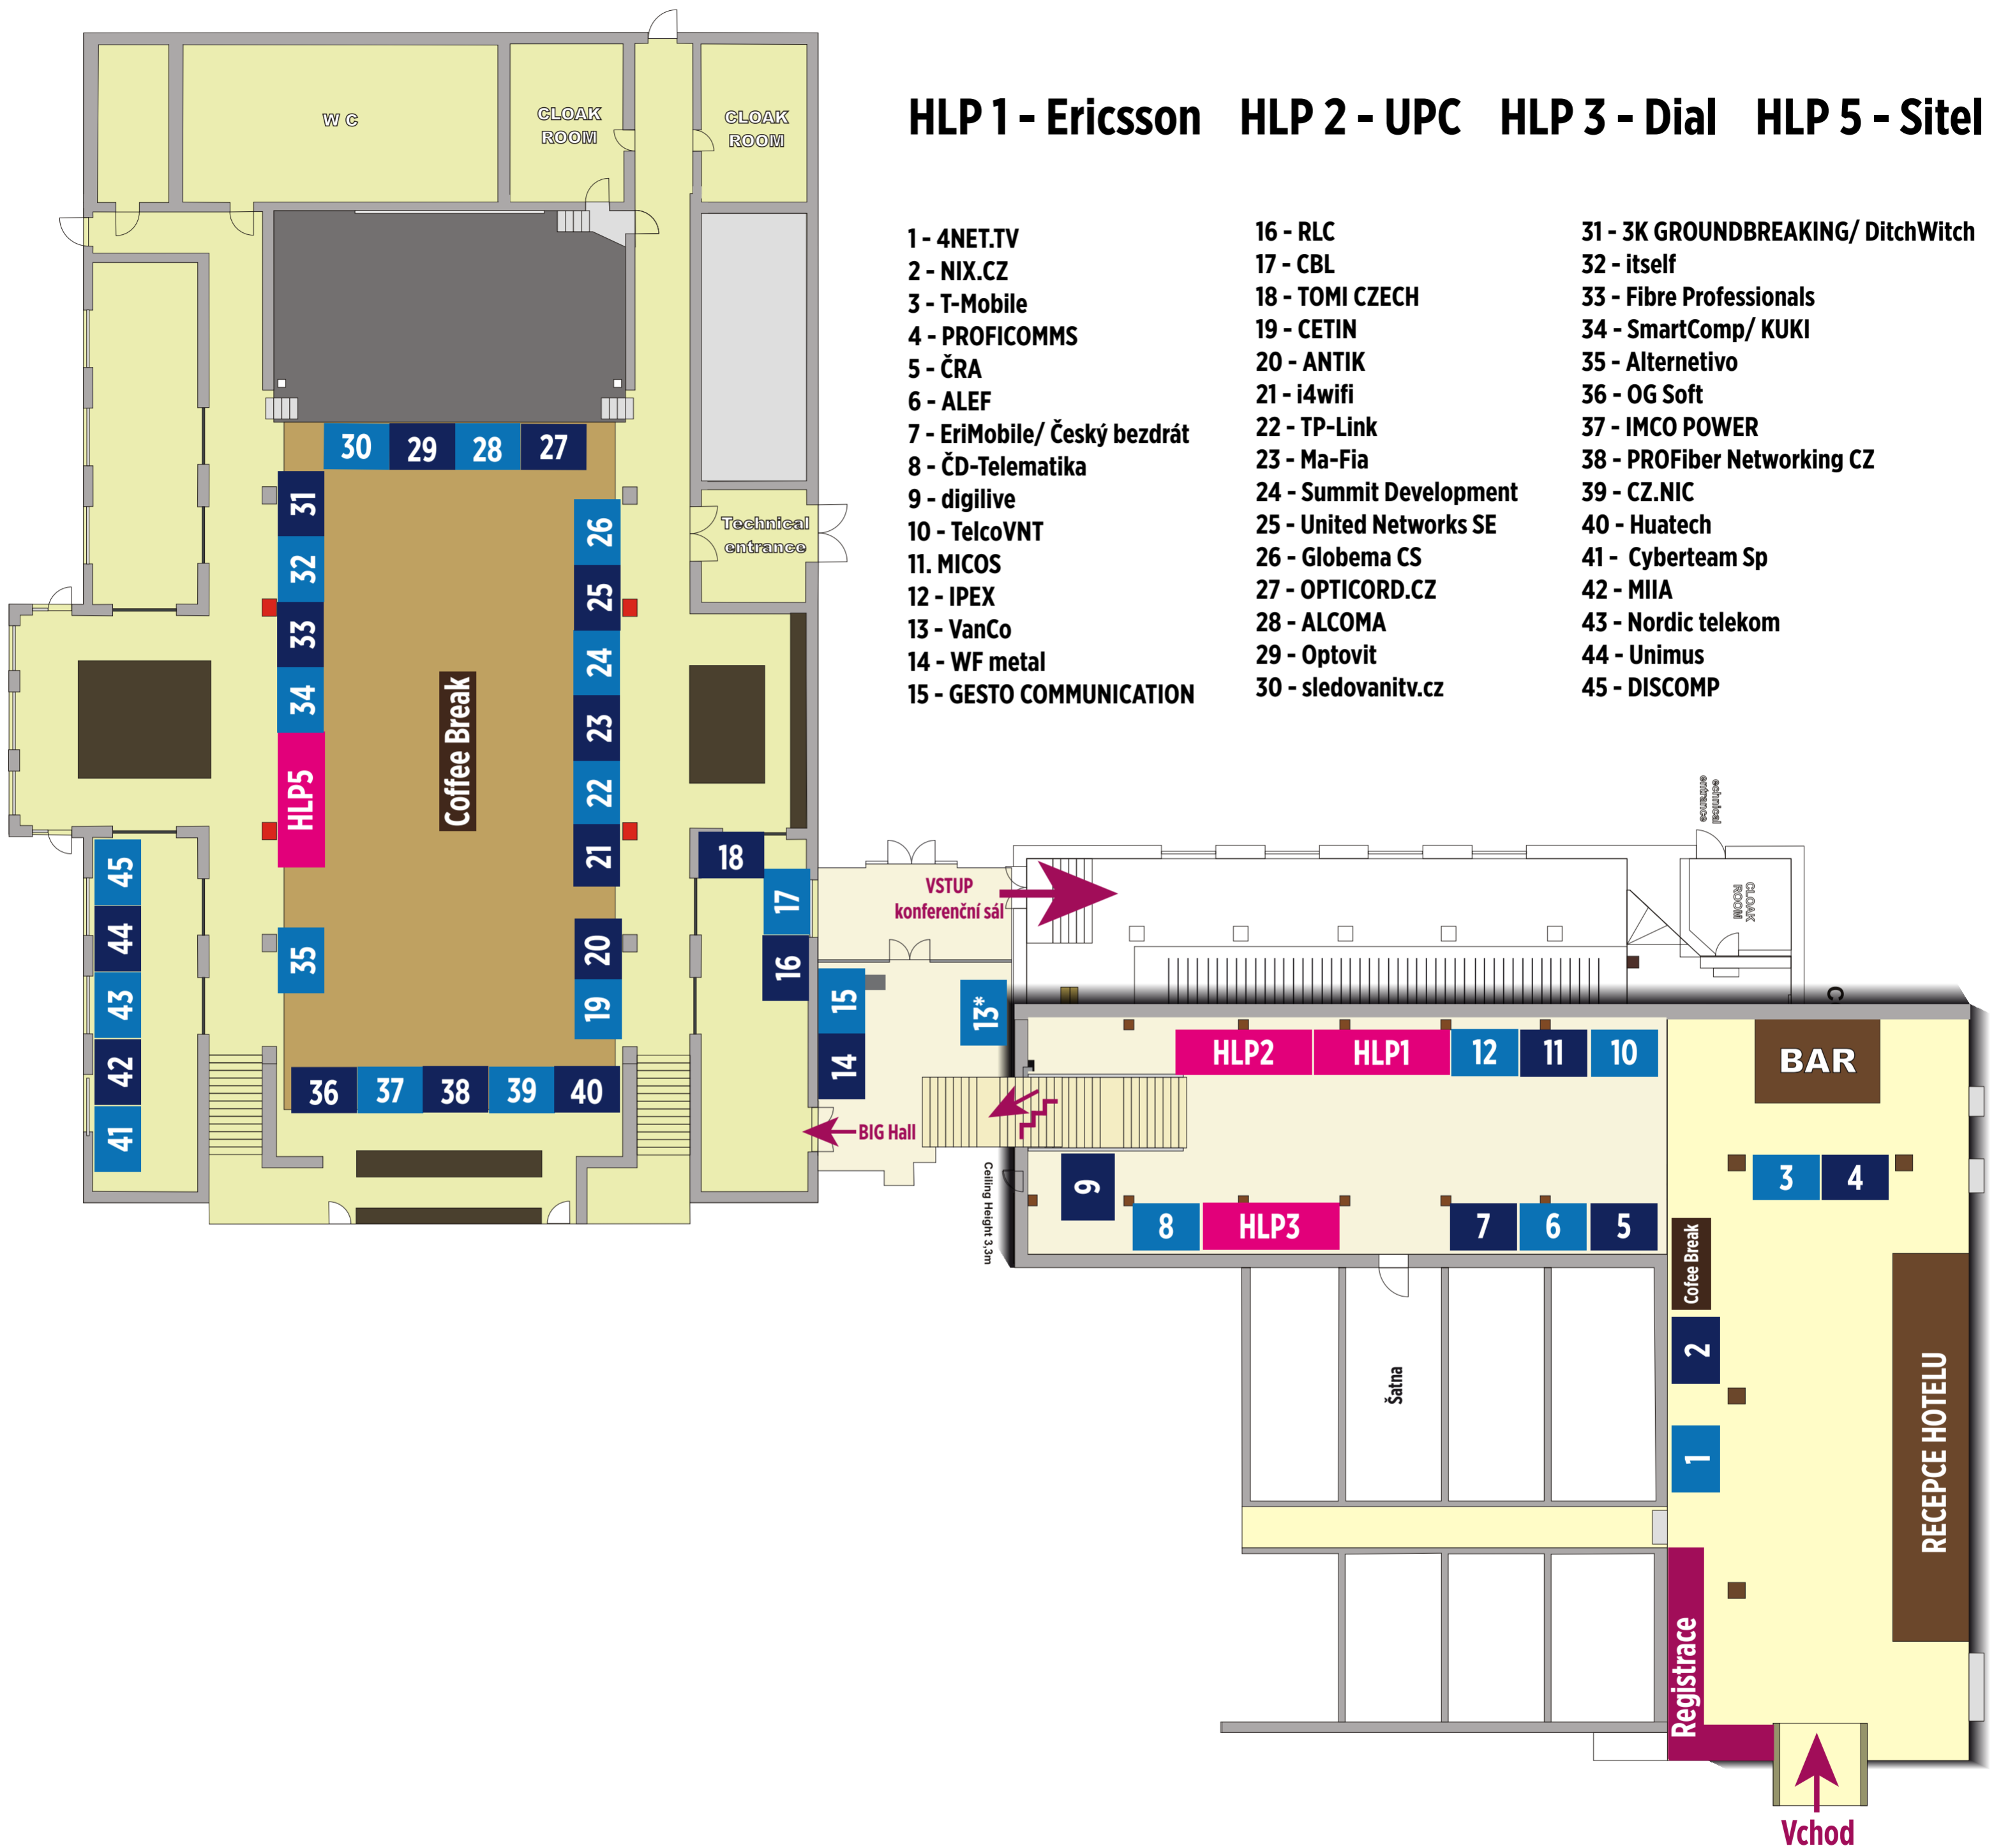 HLP 1 - Ericsson HLP 2 - UPC HLP 3 - Dial HLP 5 - Sitel
1 - 4NET.TV
2 - NIX.CZ
3 - T-Mobile
4 - PROFICOMMS
5 - ČRA
6 - ALEF
7 - EriMobile/ Český bezdrát
8 - ČD-Telematika
9 - digilive
10 - TelcoVNT
11. MICOS
12 - IPEX
13 - VanCo
14 - WF metal
15 - GESTO COMMUNICATION
16 - RLC
17 - CBL
18 - TOMI CZECH
19 - CETIN
20 - ANTIK
21 - i4wifi
22 - TP-Link
23 - Ma-Fia
24 - Summit Development
25 - United Networks SE
26 - Globema CS
27 - OPTICORD.CZ
28 - ALCOMA
29 - Optovit
30 - sledovanitv.cz
31 - 3K GROUNDBREAKING/ DitchWitch
32 - itself
33 - Fibre Professionals
34 - SmartComp/ KUKI
35 - Alternetivo
36 - OG Soft
37 - IMCO POWER
38 - PROFiber Networking CZ
39 - CZ.NIC
40 - Huatech
41 - Cyberteam Sp
42 - MIIA
43 - Nordic telekom
44 - Unimus
45 - DISCOMP
W C
CLOAK
ROOM
CLOAK
ROOM
Technical
entrance
30 29 28 27
31
32
33
34
HLP5
35
26
25
24
23
22
21
20
19
Coffee Break
36 37 38 39 40
45
44
43
42
41
18
17
16
15
14
13*
VSTUP
konferenční sál
BIG Hall
Ceiling Height 3,3m
echnical
entrance
CLOAK
ROOM
C
HLP2 HLP1 12 11 10
9
8 HLP3 7 6 5
BAR
3 4
Cofee Break
2
1
Šatna
RECEPCE HOTELU
Registrace
Vchod